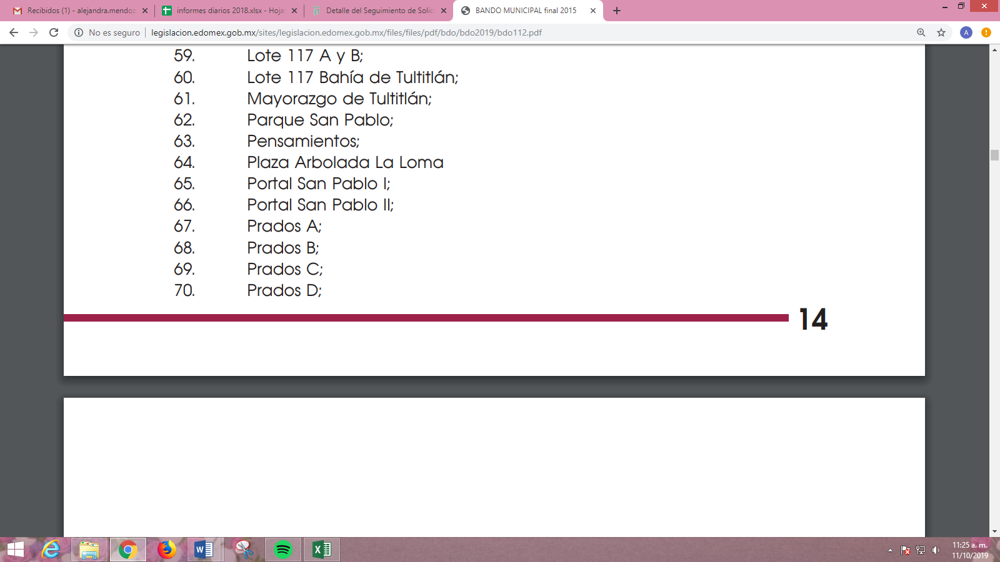 Recibidos (1) - alejandra.mendoz
informes diarios 2018.xlsx - Hoja
Detalle del Seguimiento de Solic
BANDO MUNICIPAL final 2015
No es seguro
legislacion.edomex.gob.mx/sites/legislacion.edomex.gob.mx/files/files/pdf/bdo/bdo2019/bdo112.pdf
A
59. Lote 117 A y B;
60. Lote 117 Bahía de Tultitlán;
61. Mayorazgo de Tultitlán;
62. Parque San Pablo;
63. Pensamientos;
64. Plaza Arbolada La Loma
65. Portal San Pablo I;
66. Portal San Pablo II;
67. Prados A;
68. Prados B;
69. Prados C;
70. Prados D;
14
11:25 a. m.
11/10/2019